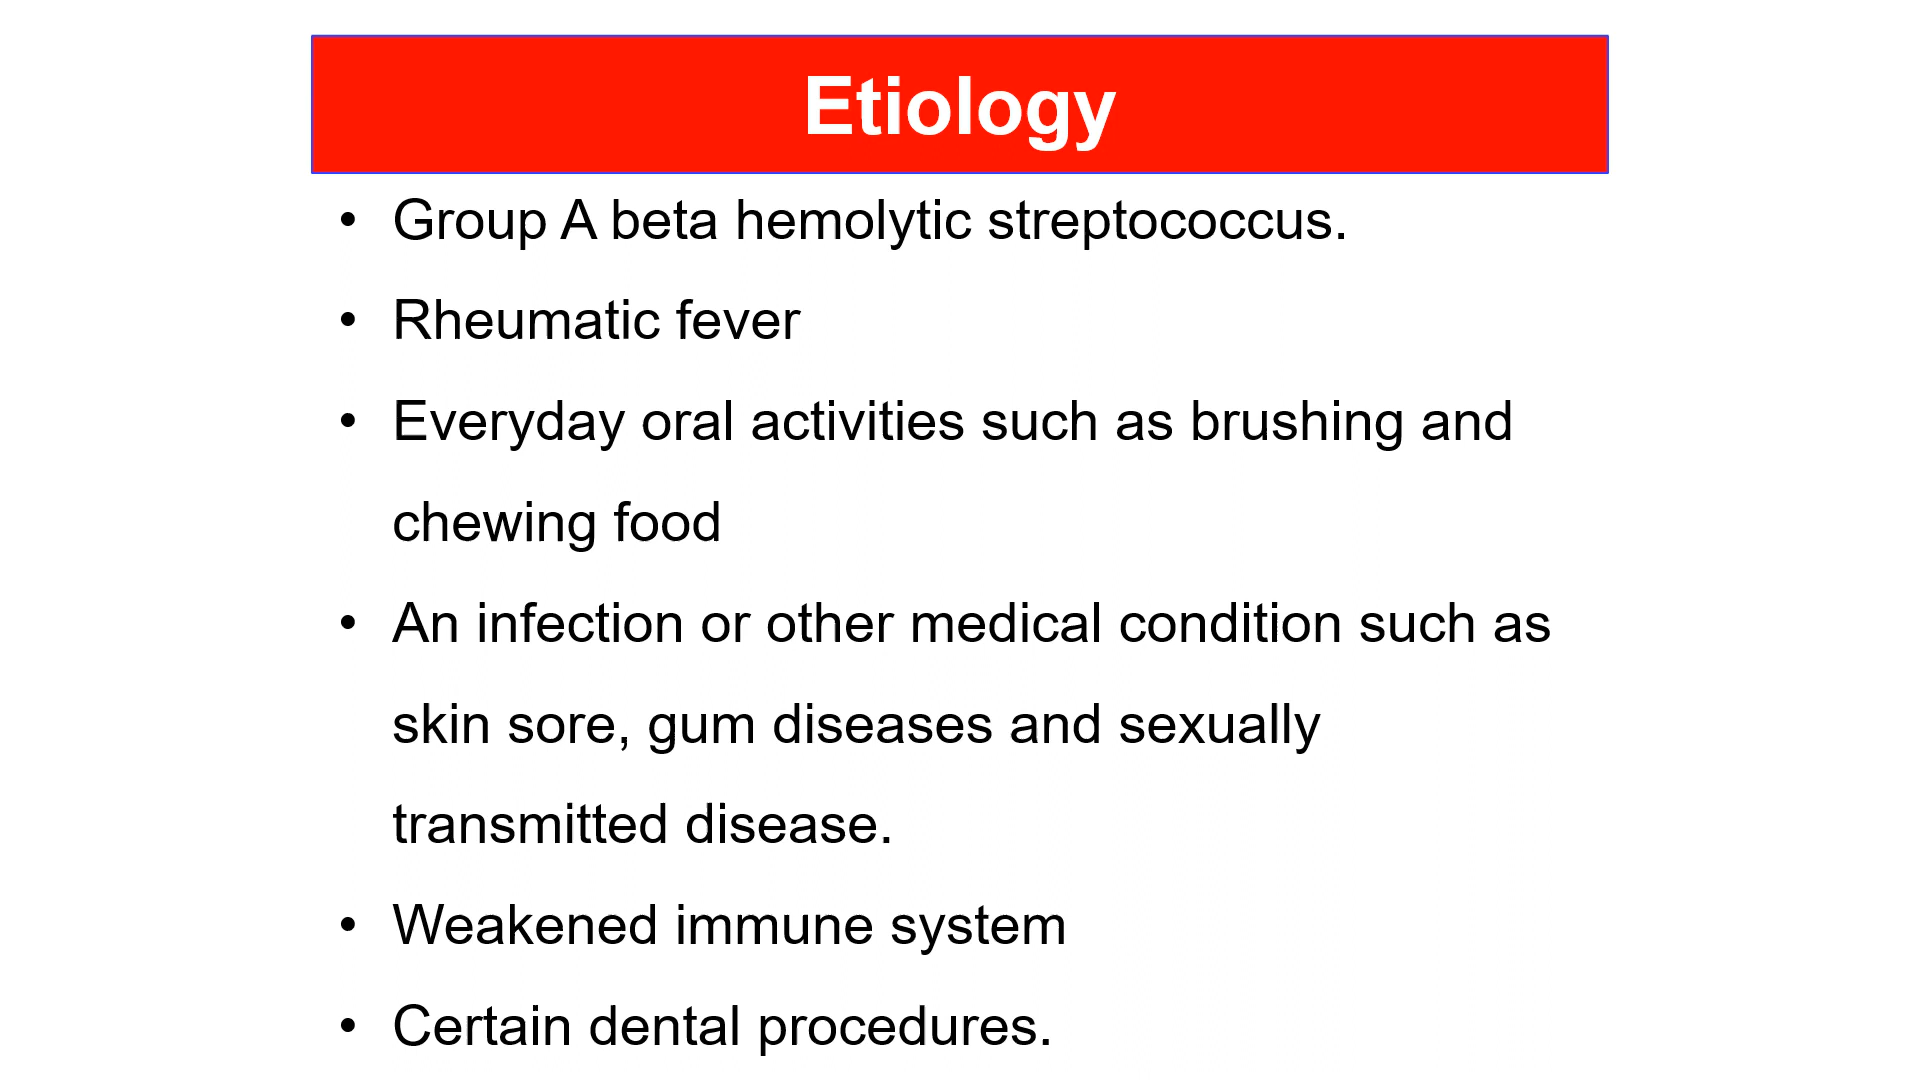 Etiology
• Group A beta hemolytic streptococcus.
• Rheumatic fever
• Everyday oral activities such as brushing and
chewing food
• An infection or other medical condition such as
skin sore, gum diseases and sexually
transmitted disease.
• Weakened immune system
• Certain dental procedures.